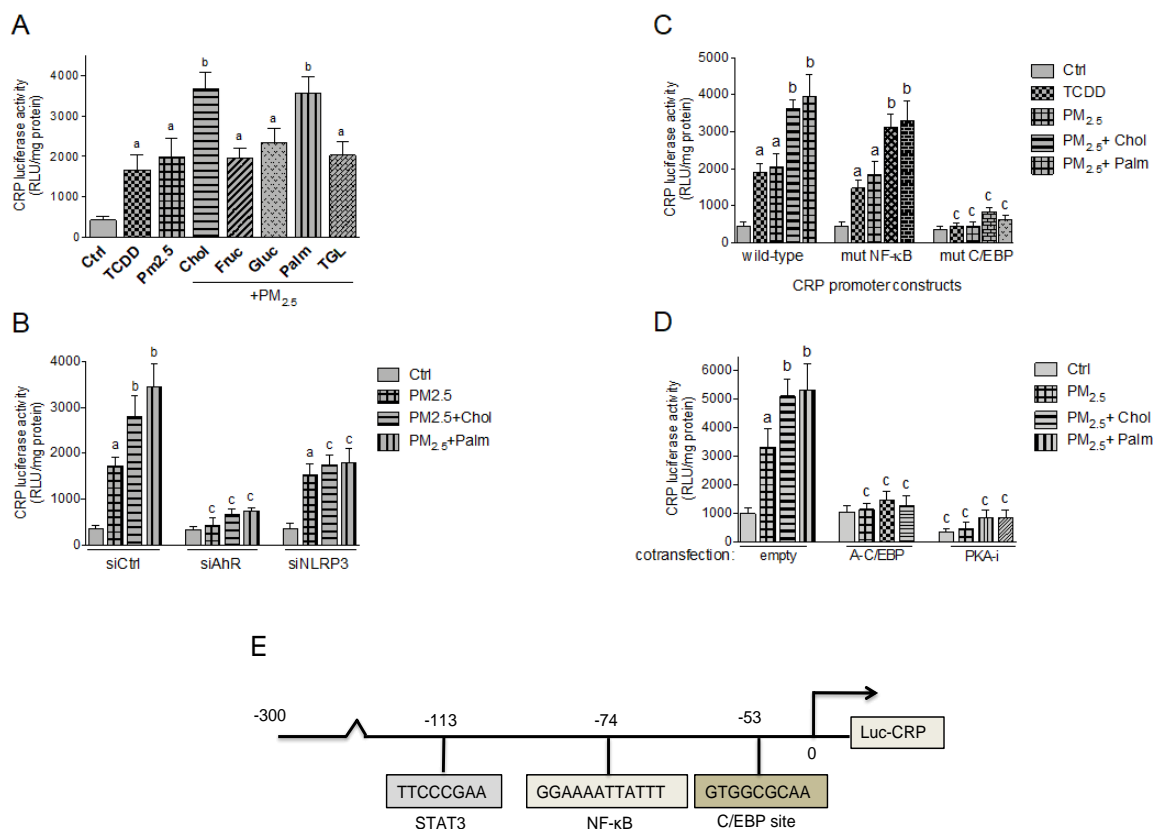 A
CRP luciferase activity
(RLU/mg protein)
4000
3000
2000
1000
0
a
a
b
a
a
b
a
Ctrl
TCDD
Pm2.5
Chol
Fruc
Gluc
Palm
TGL
+PM2.5
B
CRP luciferase activity
(RLU/mg protein)
4000
3000
2000
1000
0
a
b
b
c
c
c
a
c
c
siCtrl
siAhR
siNLRP3
Ctrl
PM2.5
PM2.5+Chol
PM2.5+Palm
C
CRP luciferase activity
(RLU/mg protein)
5000
4000
3000
2000
1000
0
a
a
b
b
a
a
b
b
c
c
c
c
wild-type
mut NF-κB
mut C/EBP
CRP promoter constructs
Ctrl
TCDD
PM2.5
PM2.5+ Chol
PM2.5+ Palm
D
CRP luciferase activity
(RLU/mg protein)
6000
5000
4000
3000
2000
1000
0
a
b
b
c
c
c
c
c
c
c
cotransfection:
empty
A-C/EBP
PKA-i
Ctrl
PM2.5
PM2.5+ Chol
PM2.5+ Palm
E
-300
-113
-74
-53
0
Luc-CRP
TTCCCGAA
GGAAAATTATTT
GTGGCGCAA
STAT3
NF-κB
C/EBP site